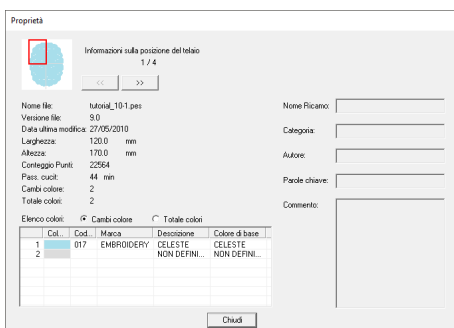 Proprietà
Informazioni sulla posizione del telaio
1 / 4
<< >>
Nome file: tutorial_10-1.pes
Versione file: 9.0
Data ultima modifica: 27/05/2010
Larghezza: 120.0 mm
Altezza: 170.0 mm
Conteggio Punti: 22564
Pass. cucit: 44 min
Cambi colore: 2
Totale colori: 2
Elenco colori: Cambi colore Totale colori
Col... Cod... Marca Descrizione Colore di base
1 017 EMBROIDERY CELESTE CELESTE
2 NON DEFINI... NON DEFINI...
Nome Ricamo:
Categoria:
Autore:
Parole chiave:
Commento:
Chiudi